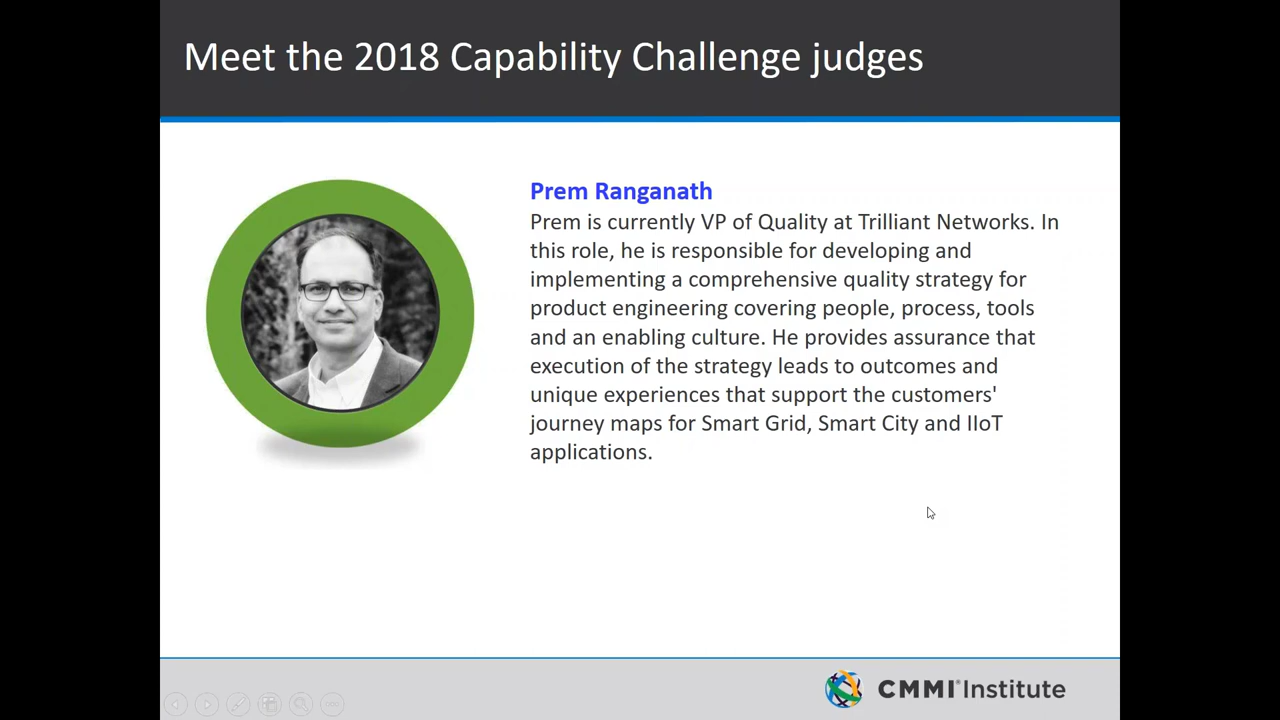 Meet the 2018 Capability Challenge judges
Prem Ranganath
Prem is currently VP of Quality at Trilliant Networks. In
this role, he is responsible for developing and
implementing a comprehensive quality strategy for
product engineering covering people, process, tools
and an enabling culture. He provides assurance that
execution of the strategy leads to outcomes and
unique experiences that support the customers'
journey maps for Smart Grid, Smart City and IIoT
applications.
CMMI® Institute